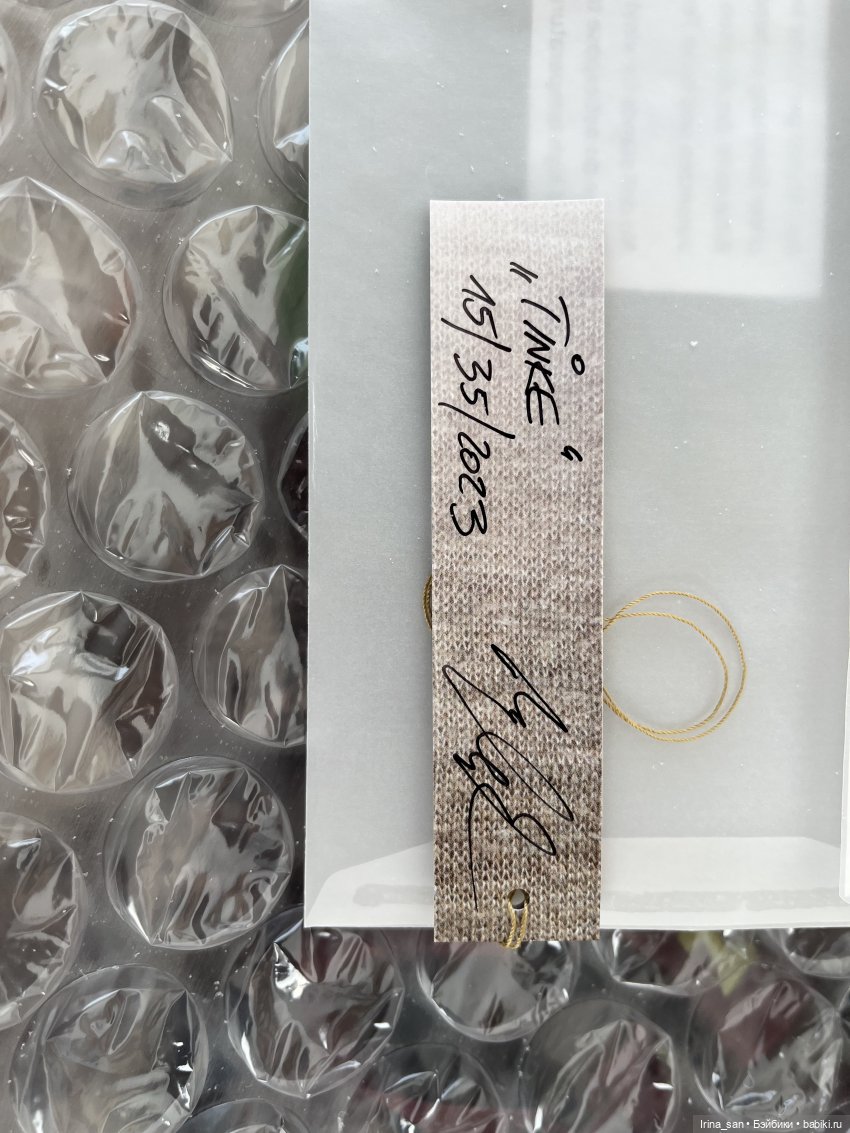 "TiNKE"
15/35/2023
Irina_san • Бэйбики • babiki.ru